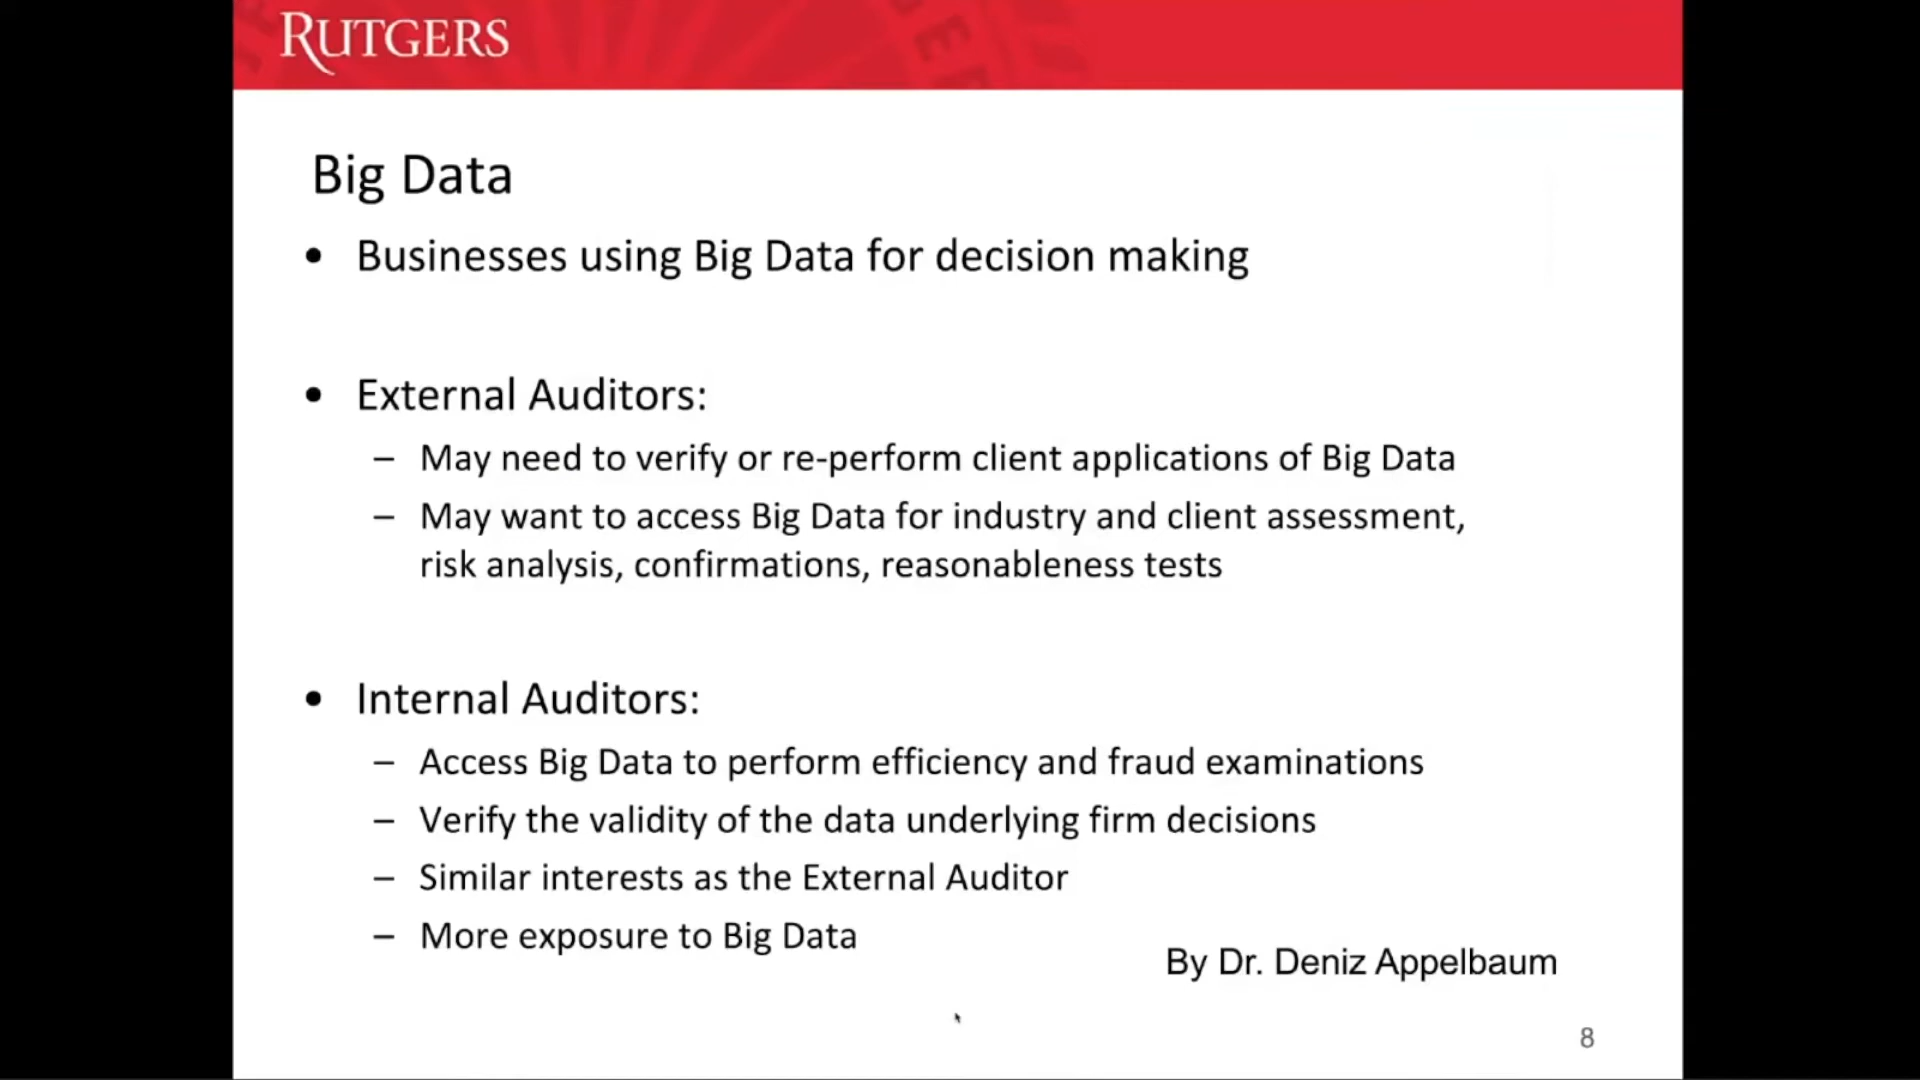 RUTGERS
Big Data
• Businesses using Big Data for decision making
• External Auditors:
– May need to verify or re-perform client applications of Big Data
– May want to access Big Data for industry and client assessment,
risk analysis, confirmations, reasonableness tests
• Internal Auditors:
– Access Big Data to perform efficiency and fraud examinations
– Verify the validity of the data underlying firm decisions
– Similar interests as the External Auditor
– More exposure to Big Data
By Dr. Deniz Appelbaum
8